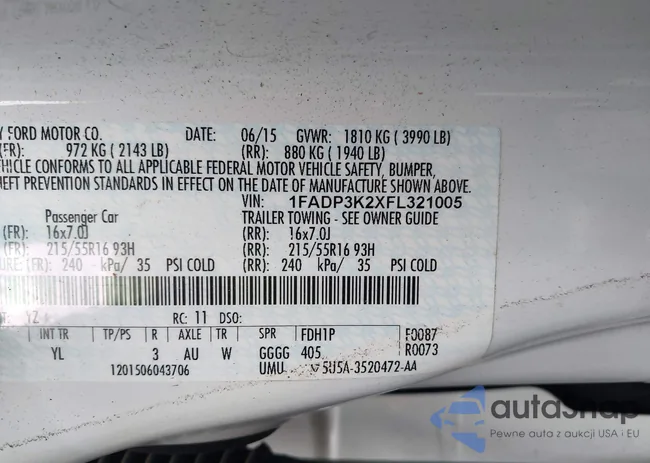 Y FORD MOTOR CO. DATE: 06/15 GVWR: 1810 KG ( 3990 LB)
(FR): 972 KG ( 2143 LB) (RR): 880 KG ( 1940 LB)
HICLE CONFORMS TO ALL APPLICABLE FEDERAL MOTOR VEHICLE SAFETY, BUMPER,
HEFT PREVENTION STANDARDS IN EFFECT ON THE DATE OF MANUFACTURE SHOWN ABOVE.
VIN: 1FADP3K2XFL321005
Passenger Car TRAILER TOWING - SEE OWNER GUIDE
(FR): 16x7.0J (RR): 16x7.0J
(FR): 215/55R16 93H (RR): 215/55R16 93H
URE: (FR): 240 kPa/ 35 PSI COLD (RR): 240 kPa/ 35 PSI COLD
YZ RC: 11 DSO:
INT TR TP/PS R AXLE TR SPR FDH1P F0087
YL 3 AU W GGGG 405 R0073
1201506043706 UMU 5U5A-3520472-AA
autosnap
Pewne auta z aukcji USA i EU